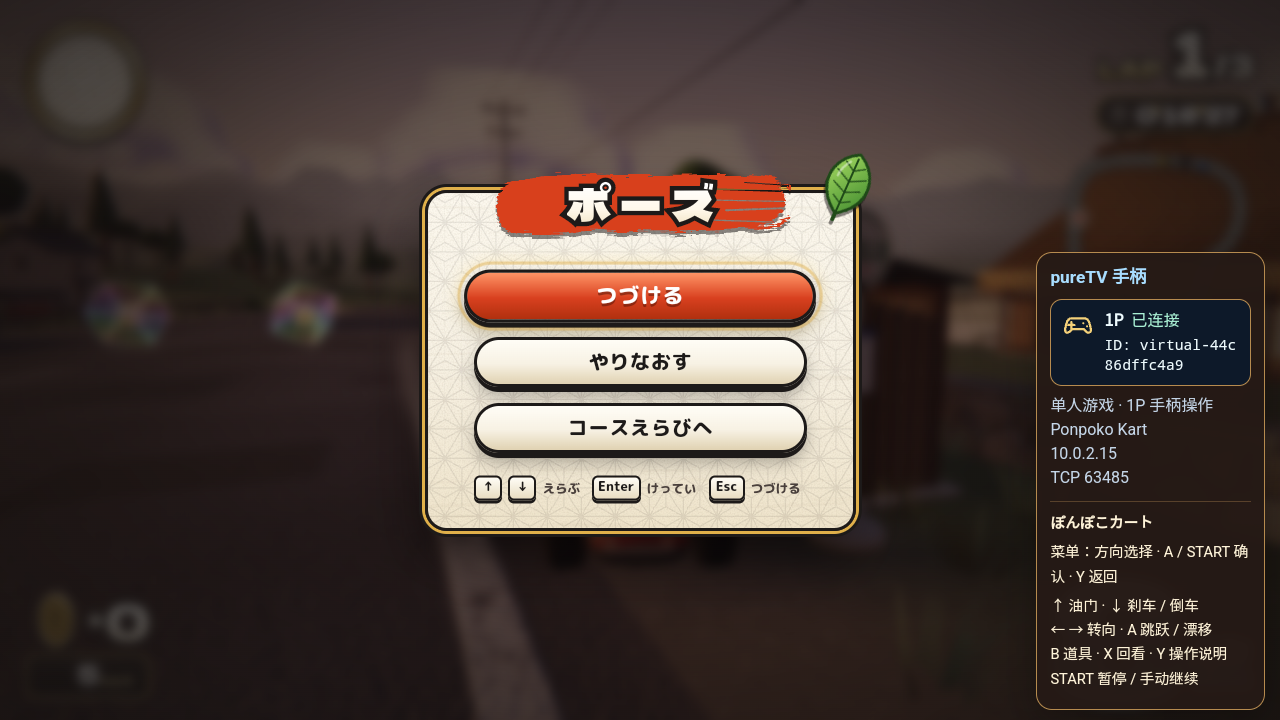 1/3
ポーズ
つづける
やりなおす
コースえらびへ
↑ ↓ えらぶ Enter けってい Esc つづける
pureTV 手柄
1P 已连接
ID: virtual-44c
86dffc4a9
单人游戏 · 1P 手柄操作
Ponpoko Kart
10.0.2.15
TCP 63485
ぽんぽこカート
菜单：方向选择 · A / START 确
认 · Y 返回
↑ 油门 · ↓ 刹车 / 倒车
← → 转向 · A 跳跃 / 漂移
B 道具 · X 回看 · Y 操作说明
START 暂停 / 手动继续